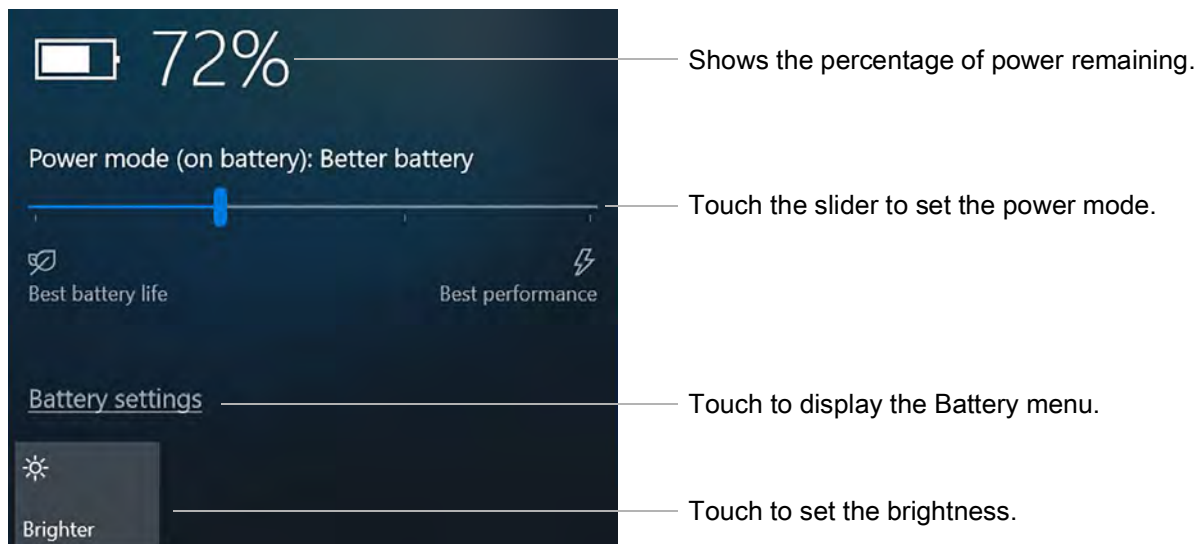 72%
Shows the percentage of power remaining.
Power mode (on battery): Better battery
Touch the slider to set the power mode.
Best battery life
Best performance
Battery settings
Touch to display the Battery menu.
Brighter
Touch to set the brightness.